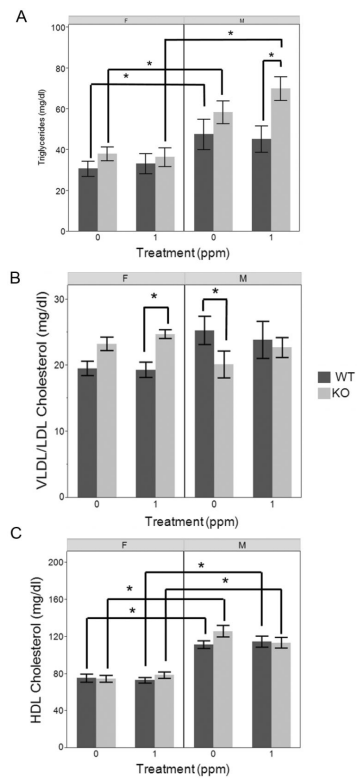 A
F M
Triglycerides (mg/dl)
100
80
60
40
20
0
* * * *
0 1 0 1
Treatment (ppm)
B
F M
VLDL/LDL Cholesterol (mg/dl)
30
20
10
0
* *
0 1 0 1
Treatment (ppm)
WT
KO
C
F M
HDL Cholesterol (mg/dl)
200
160
120
80
40
0
* * * *
0 1 0 1
Treatment (ppm)